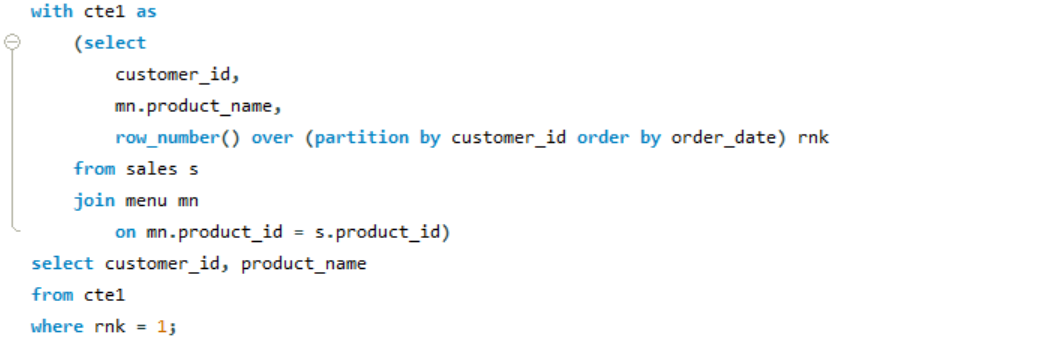 with cte1 as
(select
customer_id,
mn.product_name,
row_number() over (partition by customer_id order by order_date) rnk
from sales s
join menu mn
on mn.product_id = s.product_id)
select customer_id, product_name
from cte1
where rnk = 1;